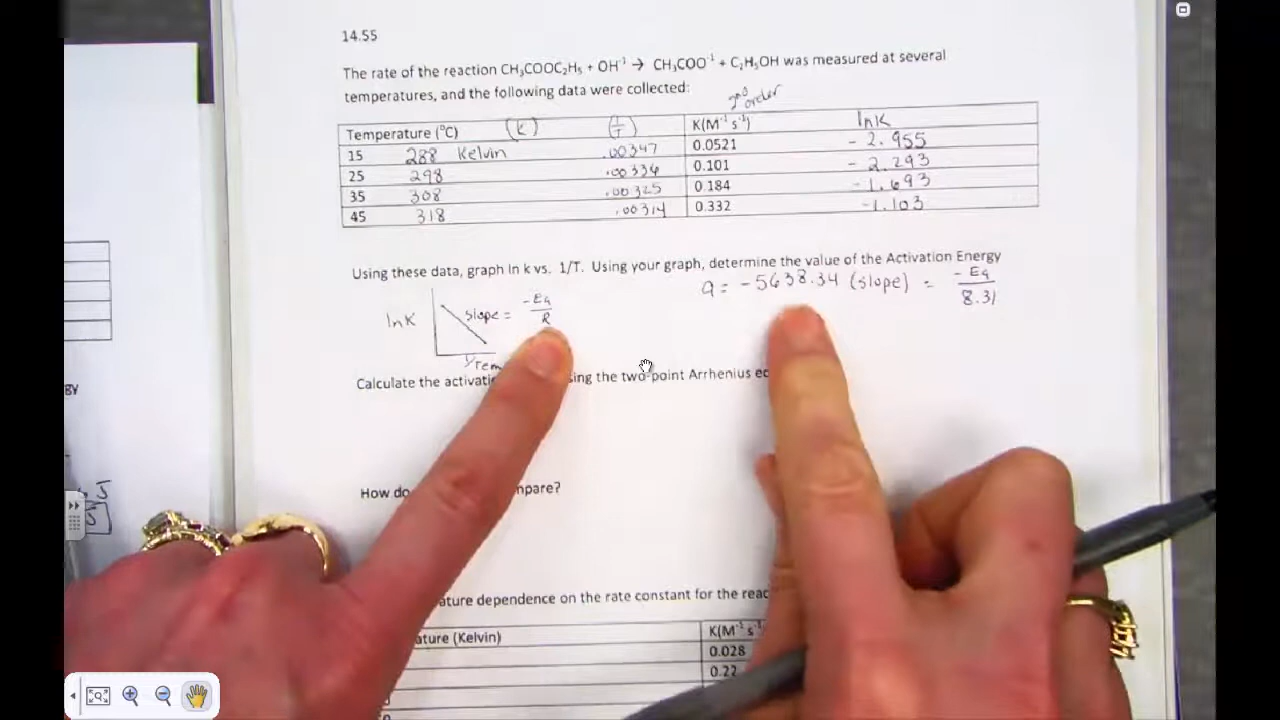 14.55
The rate of the reaction CH₃COOC₂H₅ + OH⁻¹ → CH₃COO⁻¹ + C₂H₅OH was measured at several
temperatures, and the following data were collected:
2nd order
Temperature (°C) (k) (1/T) K(M⁻¹ s⁻¹) lnK
15 288 Kelvin .00347 0.0521 -2.955
25 298 .00334 0.101 -2.293
35 308 .00325 0.184 -1.693
45 318 .00314 0.332 -1.103
Using these data, graph ln k vs. 1/T. Using your graph, determine the value of the Activation Energy
a = -5638.34 (slope) = -Ea/8.31
lnK slope = -Ea/R
1/Tem
Calculate the activati ing the two-point Arrhenius eq
How do mpare?
ature dependence on the rate constant for the reac
ature (Kelvin) K(M⁻¹ s⁻¹
0.028
0.22